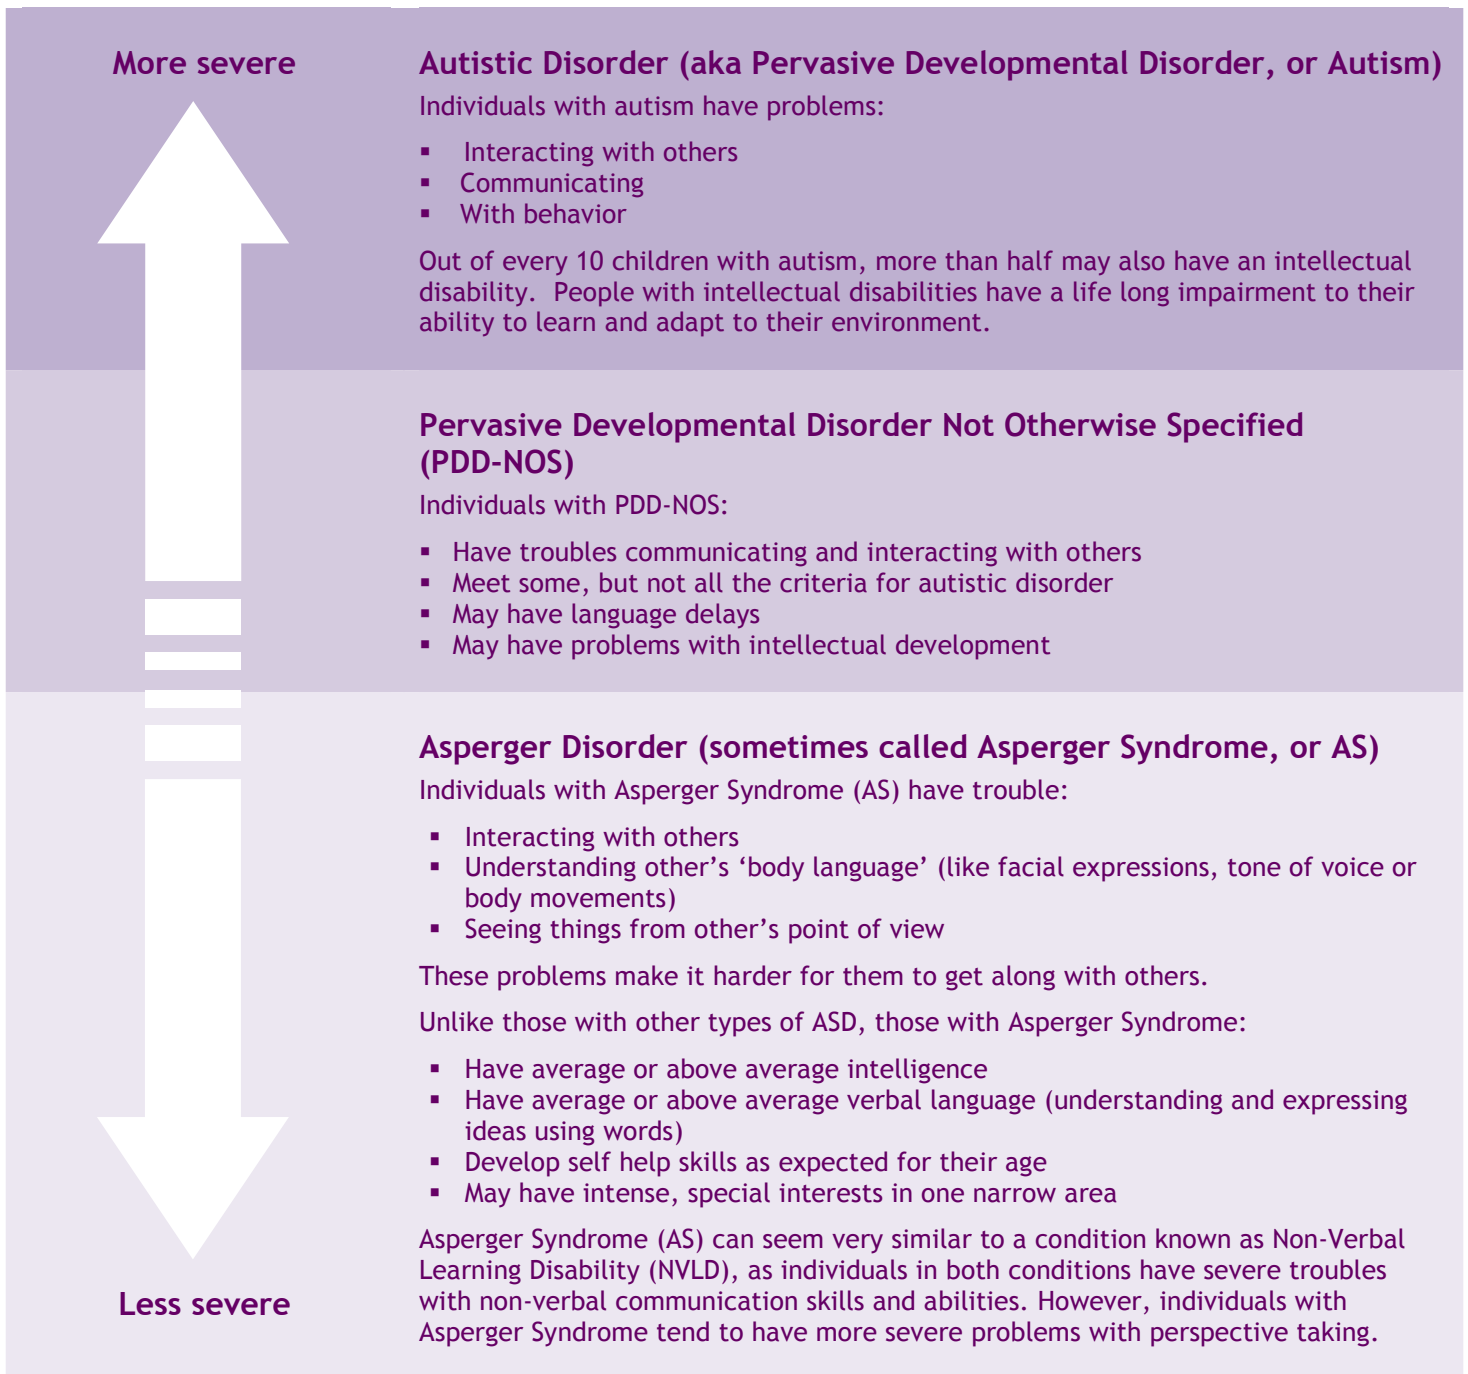 More severe
Autistic Disorder (aka Pervasive Developmental Disorder, or Autism)
Individuals with autism have problems:
▪ Interacting with others
▪ Communicating
▪ With behavior
Out of every 10 children with autism, more than half may also have an intellectual
disability.  People with intellectual disabilities have a life long impairment to their
ability to learn and adapt to their environment.
Pervasive Developmental Disorder Not Otherwise Specified
(PDD-NOS)
Individuals with PDD-NOS:
▪ Have troubles communicating and interacting with others
▪ Meet some, but not all the criteria for autistic disorder
▪ May have language delays
▪ May have problems with intellectual development
Asperger Disorder (sometimes called Asperger Syndrome, or AS)
Individuals with Asperger Syndrome (AS) have trouble:
▪ Interacting with others
▪ Understanding other’s ‘body language’ (like facial expressions, tone of voice or
body movements)
▪ Seeing things from other’s point of view
These problems make it harder for them to get along with others.
Unlike those with other types of ASD, those with Asperger Syndrome:
▪ Have average or above average intelligence
▪ Have average or above average verbal language (understanding and expressing
ideas using words)
▪ Develop self help skills as expected for their age
▪ May have intense, special interests in one narrow area
Asperger Syndrome (AS) can seem very similar to a condition known as Non-Verbal
Learning Disability (NVLD), as individuals in both conditions have severe troubles
with non-verbal communication skills and abilities. However, individuals with
Asperger Syndrome tend to have more severe problems with perspective taking.
Less severe